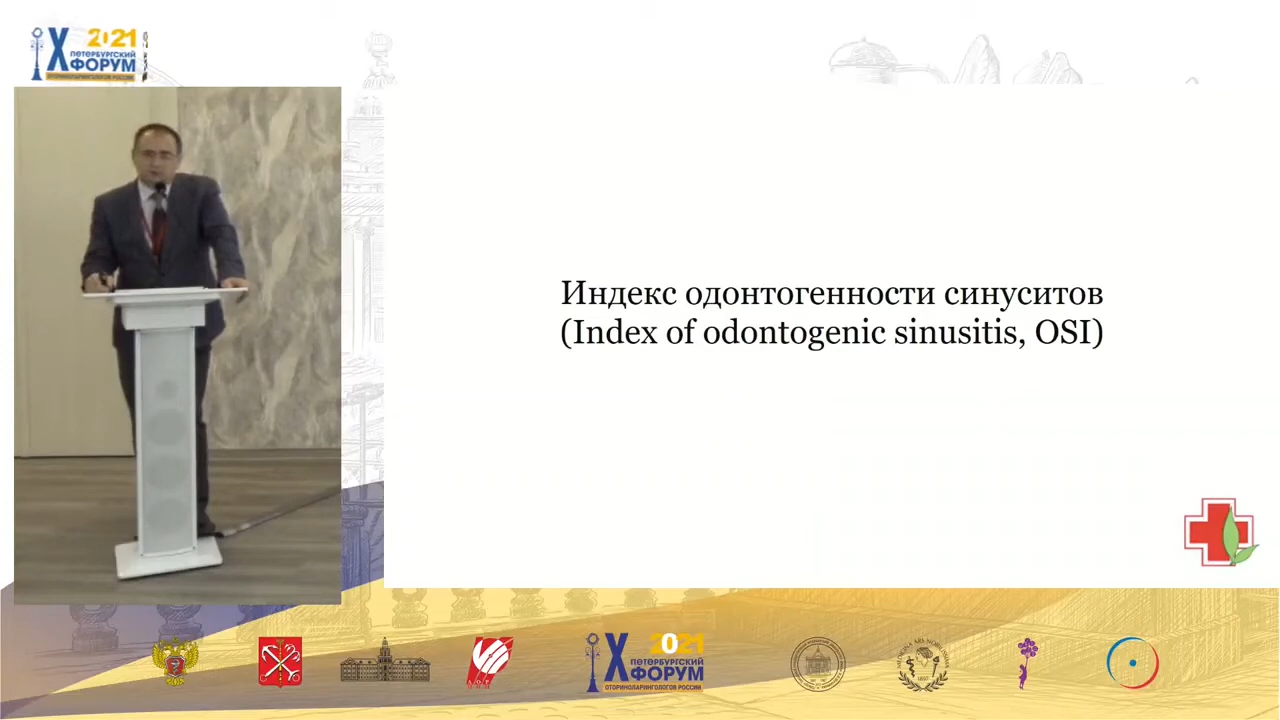 X 2021
ПЕТЕРБУРГСКИЙ
ФОРУМ
ОТОРИНОЛАРИНГОЛОГОВ РОССИИ
Индекс одонтогенности синуситов
(Index of odontogenic sinusitis, OSI)
X 2021
ПЕТЕРБУРГСКИЙ
ФОРУМ
ОТОРИНОЛАРИНГОЛОГОВ РОССИИ